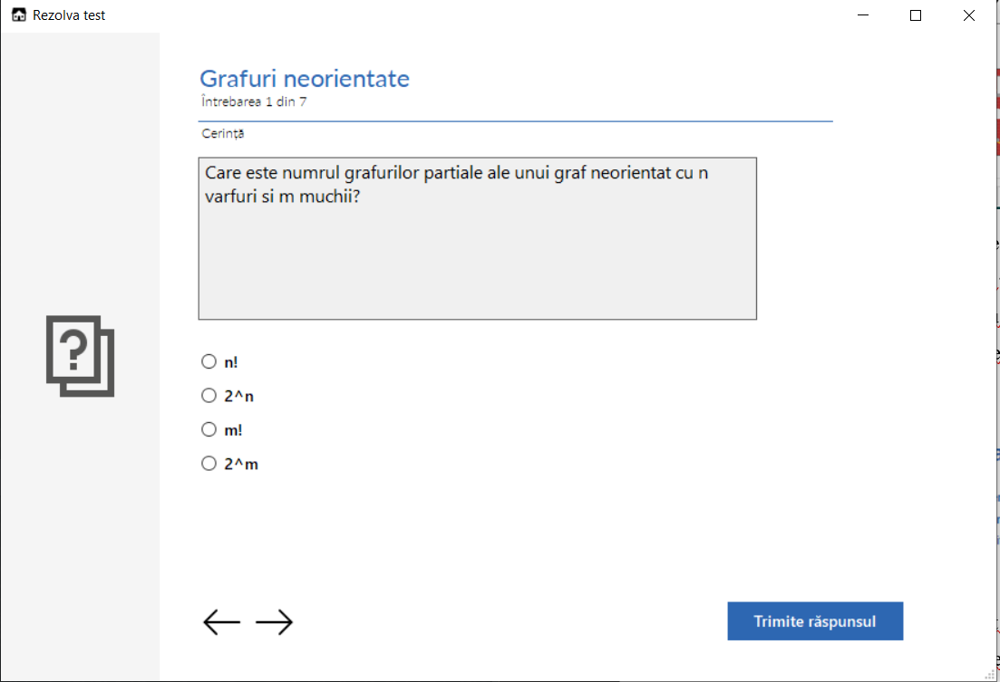 Rezolva test
Grafuri neorientate
Întrebarea 1 din 7
Cerință
Care este numrul grafurilor partiale ale unui graf neorientat cu n
varfuri si m muchii?
?
n!
2^n
m!
2^m
Trimite răspunsul